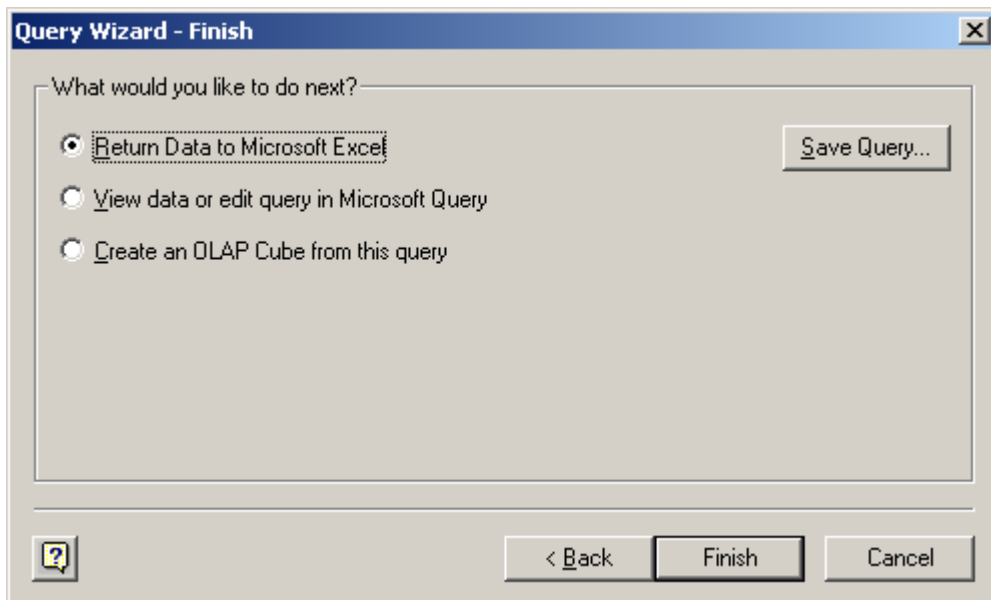 Query Wizard - Finish
What would you like to do next?
Return Data to Microsoft Excel
Save Query...
View data or edit query in Microsoft Query
Create an OLAP Cube from this query
?
< Back
Finish
Cancel